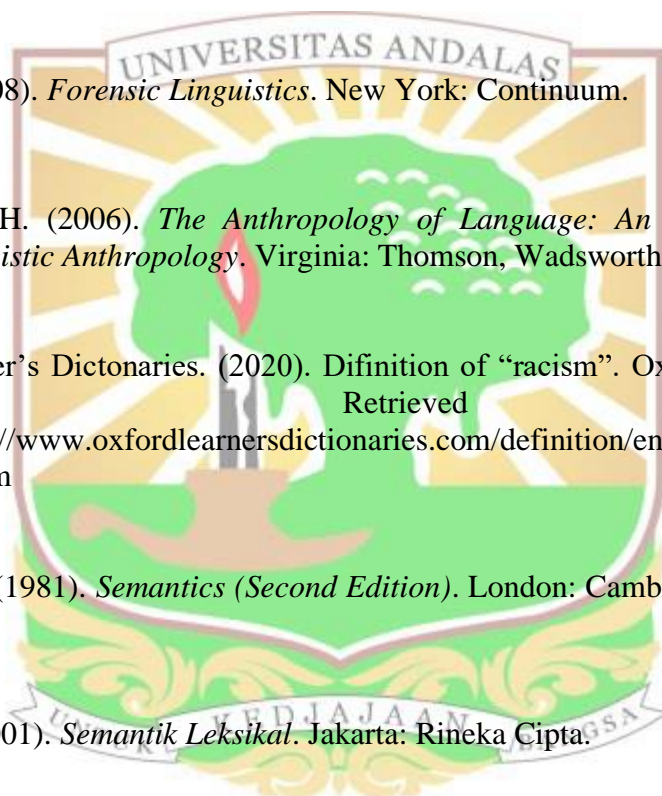 UNIVERSITAS ANDALAS
08). Forensic Linguistics. New York: Continuum.
H. (2006). The Anthropology of Language: An
istic Anthropology. Virginia: Thomson, Wadsworth
er’s Dictonaries. (2020). Difinition of “racism”. Ox
Retrieved
//www.oxfordlearnersdictionaries.com/definition/en
m
(1981). Semantics (Second Edition). London: Camb
UNTUK KEDJAJAAN BANGSA
01). Semantik Leksikal. Jakarta: Rineka Cipta.